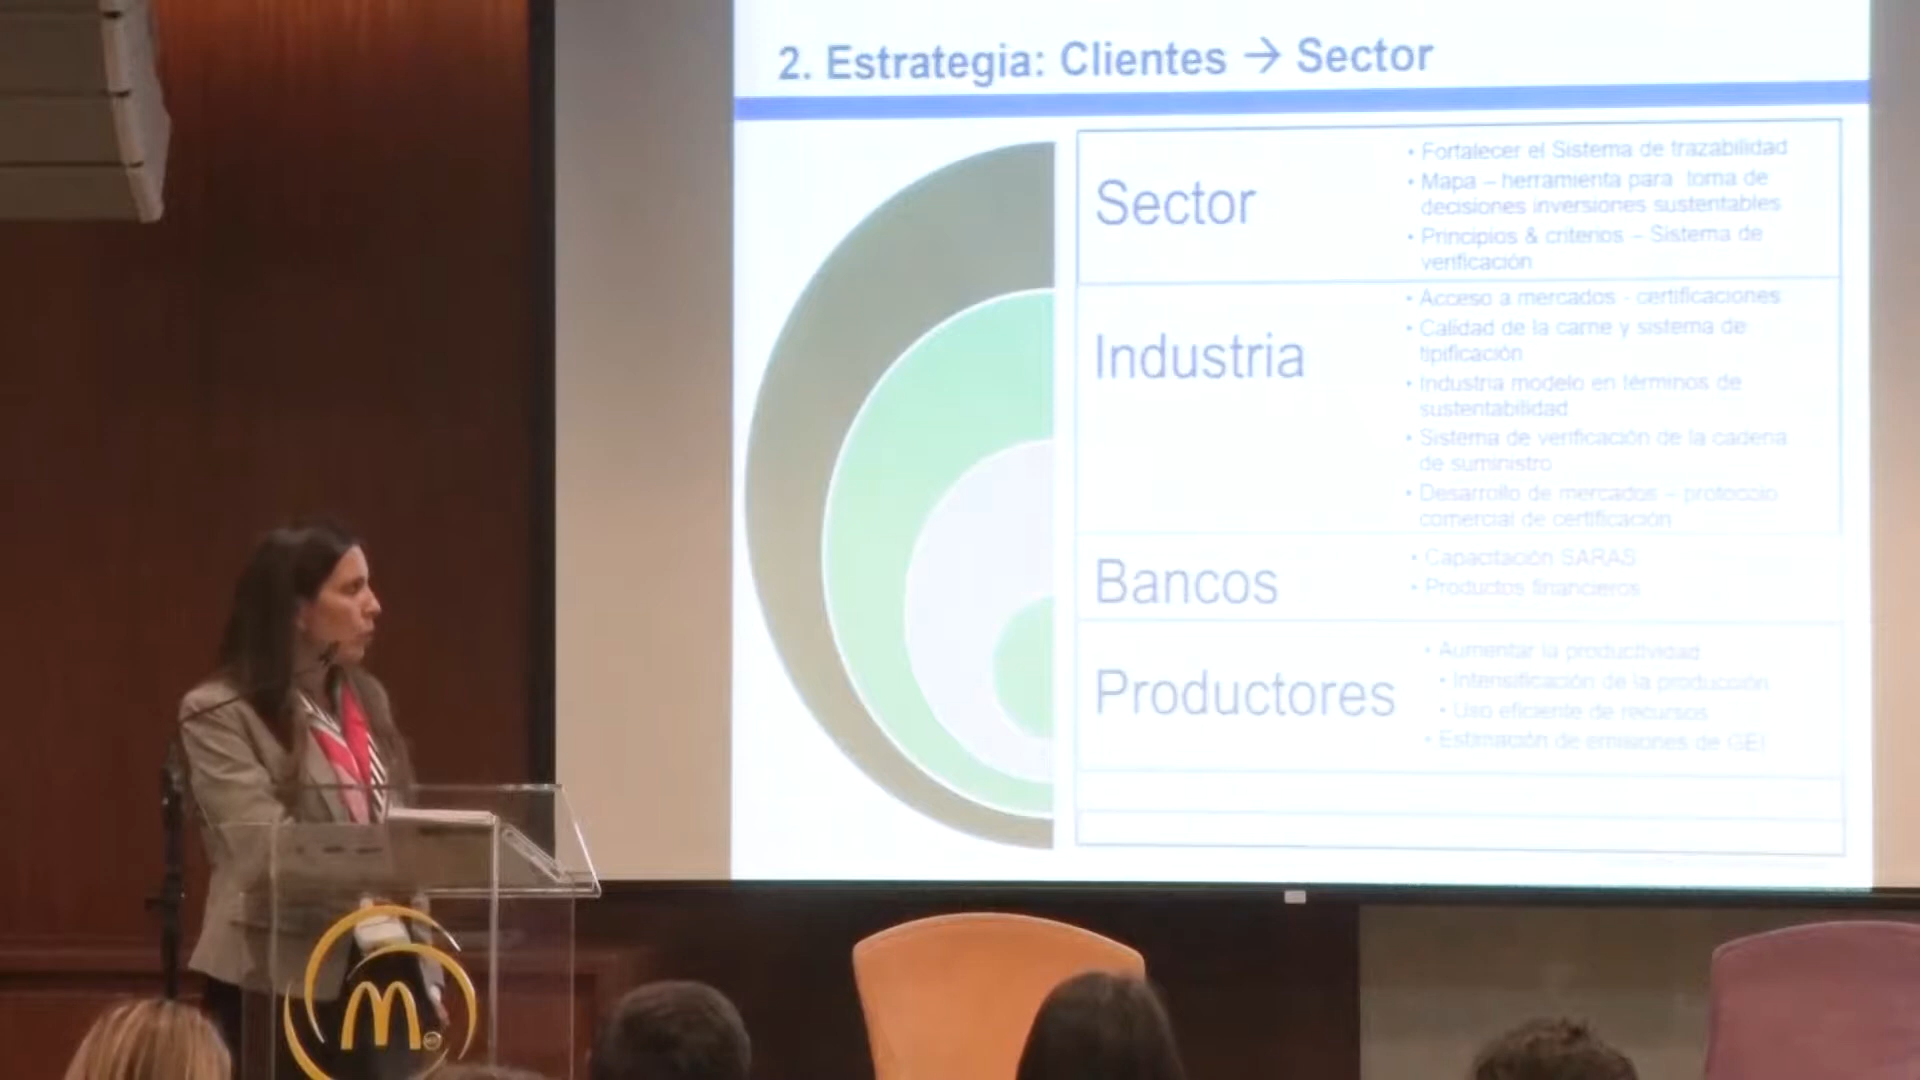 2. Estrategia: Clientes → Sector
Sector
• Fortalecer el Sistema de trazabilidad
• Mapa – herramienta para toma de
decisiones inversiones sustentables
• Principios & criterios – Sistema de
verificación
Industria
• Acceso a mercados - certificaciones
• Calidad de la carne y sistema de
tipificación
• Industria modelo en términos de
sustentabilidad
• Sistema de verificación de la cadena
de suministro
• Desarrollo de mercados – protocolo
comercial de certificación
Bancos
• Capacitación SARAS
• Productos financieros
Productores
• Aumentar la productividad
• Intensificación de la producción
• Uso eficiente de recursos
• Estimación de emisiones de GEI
M